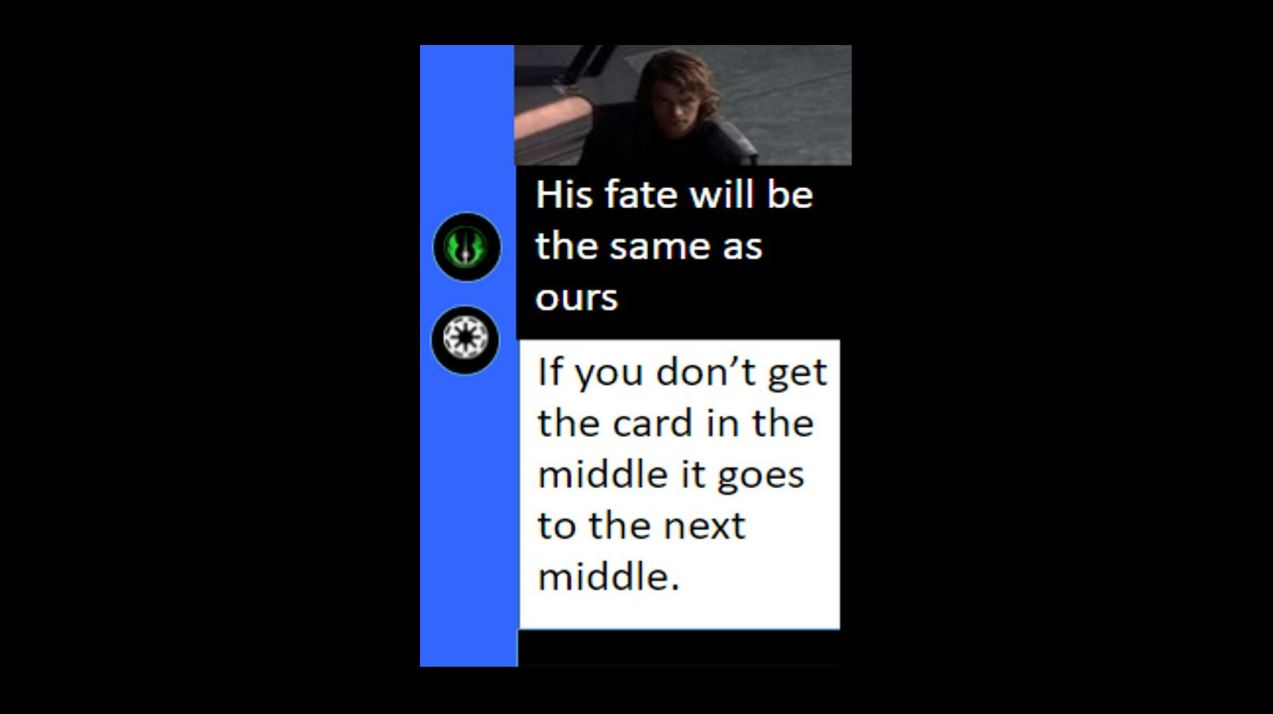 His fate will be
the same as
ours
If you don’t get
the card in the
middle it goes
to the next
middle.